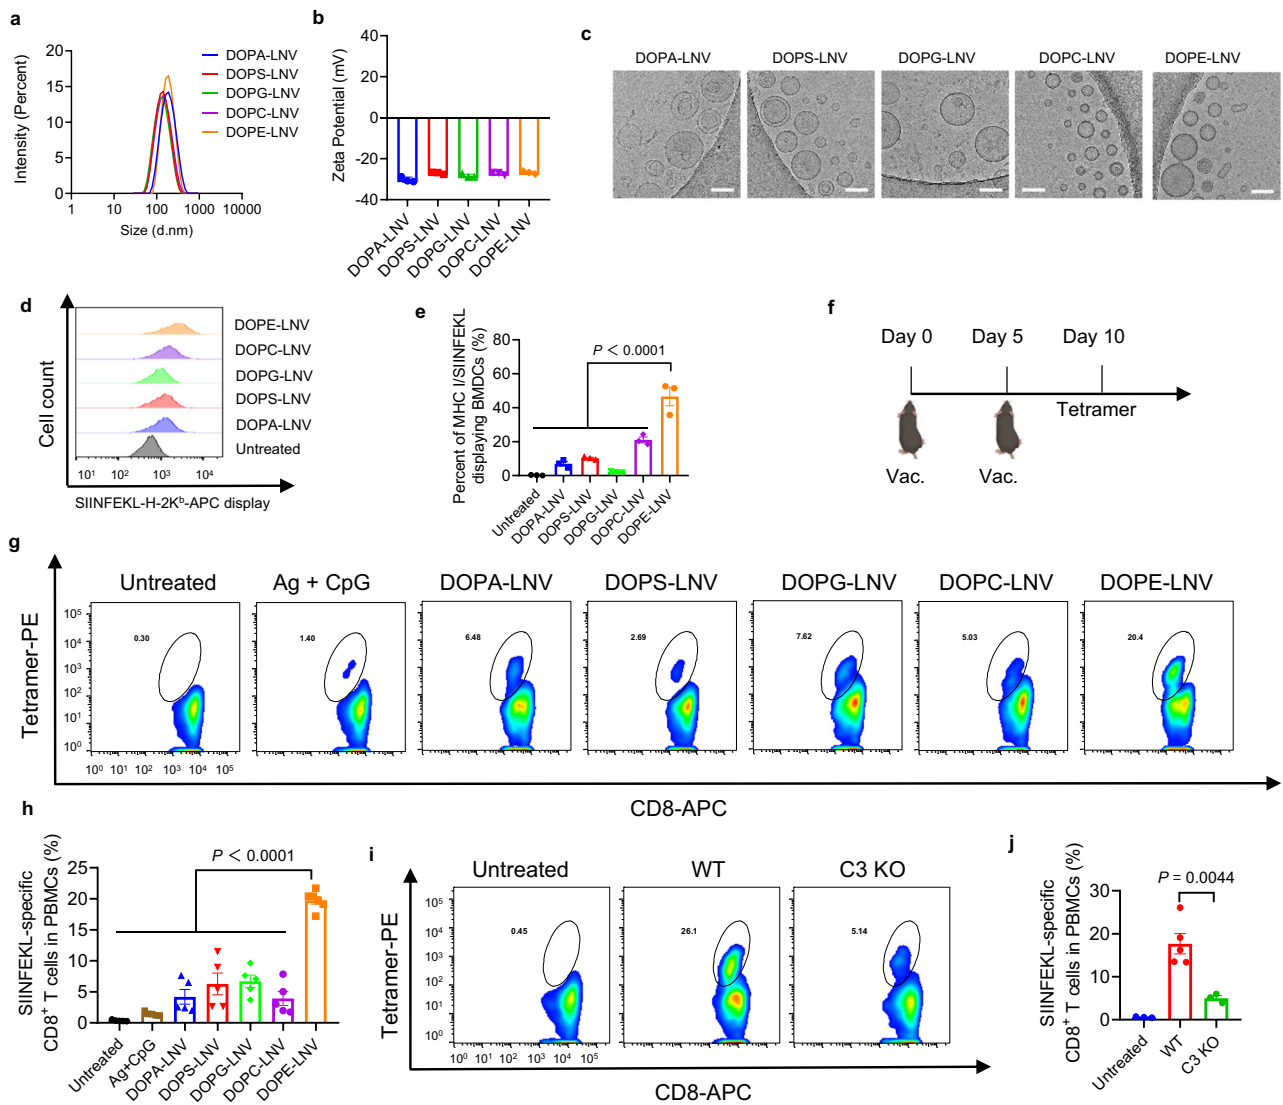 a
Intensity (Percent)
20
15
10
5
0
1 10 100 1000 10000
Size (d.nm)
DOPA-LNV
DOPS-LNV
DOPG-LNV
DOPC-LNV
DOPE-LNV
b
Zeta Potential (mV)
40
20
0
-20
-40
DOPA-LNV
DOPS-LNV
DOPG-LNV
DOPC-LNV
DOPE-LNV
c
DOPA-LNV DOPS-LNV DOPG-LNV DOPC-LNV DOPE-LNV
d
Cell count
DOPE-LNV
DOPC-LNV
DOPG-LNV
DOPS-LNV
DOPA-LNV
Untreated
10¹ 10² 10³ 10⁴
SIINFEKL-H-2Kᵇ-APC display
e
Percent of MHC I/SIINFEKL
displaying BMDCs (%)
80
60
40
20
0
P < 0.0001
Untreated
DOPA-LNV
DOPS-LNV
DOPG-LNV
DOPC-LNV
DOPE-LNV
f
Day 0 Day 5 Day 10
Tetramer
Vac. Vac.
g
Tetramer-PE
Untreated Ag + CpG DOPA-LNV DOPS-LNV DOPG-LNV DOPC-LNV DOPE-LNV
10⁵
10⁴
10³
10²
10¹
10⁰
0.30 1.40 6.48 2.69 7.62 5.03 20.4
10⁰ 10¹ 10² 10³ 10⁴ 10⁵
CD8-APC
h
SIINFEKL-specific
CD8⁺ T cells in PBMCs (%)
25
20
15
10
5
0
P < 0.0001
Untreated
Ag+CpG
DOPA-LNV
DOPS-LNV
DOPG-LNV
DOPC-LNV
DOPE-LNV
i
Tetramer-PE
Untreated WT C3 KO
10⁵
10⁴
10³
10²
10¹
10⁰
0.45 26.1 5.14
10⁰ 10¹ 10² 10³ 10⁴ 10⁵
CD8-APC
j
SIINFEKL-specific
CD8⁺ T cells in PBMCs (%)
30
20
10
0
P = 0.0044
Untreated
WT
C3 KO